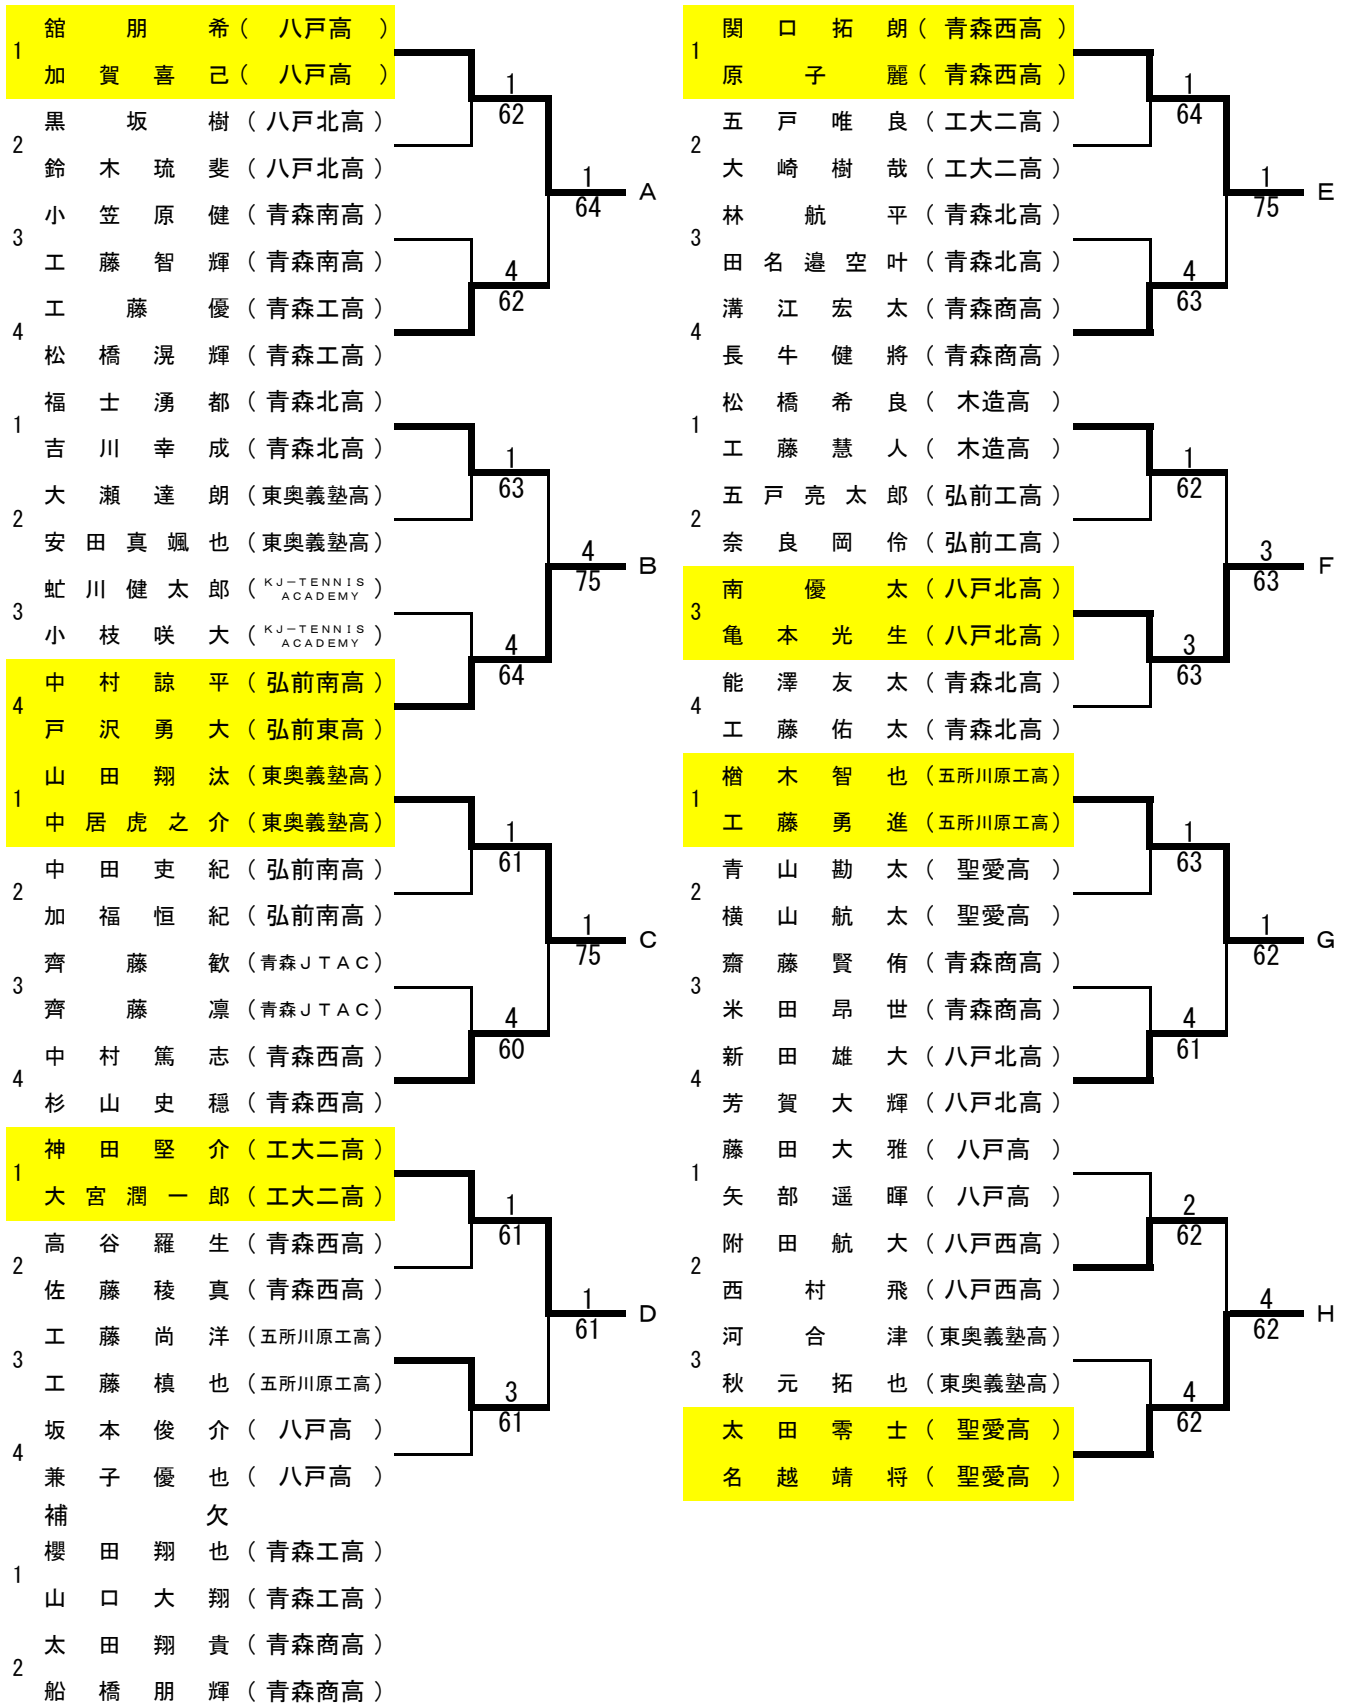 1
舘朋希(八戸高)
加賀喜己(八戸高)
2
黒坂樹(八戸北高)
鈴木琉斐(八戸北高)
1
62
3
小笠原健(青森南高)
工藤智輝(青森南高)
4
工藤優(青森工高)
松橋滉輝(青森工高)
4
62
1
64
A
1
福士湧都(青森北高)
吉川幸成(青森北高)
2
大瀬達朗(東奥義塾高)
安田真颯也(東奥義塾高)
1
63
3
虻川健太郎(KJ-TENNIS ACADEMY)
小枝咲大(KJ-TENNIS ACADEMY)
4
中村諒平(弘前南高)
戸沢勇大(弘前東高)
4
64
4
75
B
1
山田翔汰(東奥義塾高)
中居虎之介(東奥義塾高)
2
中田吏紀(弘前南高)
加福恒紀(弘前南高)
1
61
3
齊藤歓(青森JTAC)
齊藤凛(青森JTAC)
4
中村篤志(青森西高)
杉山史穏(青森西高)
4
60
1
75
C
1
神田堅介(工大二高)
大宮潤一郎(工大二高)
2
高谷羅生(青森西高)
佐藤稜真(青森西高)
1
61
3
工藤尚洋(五所川原工高)
工藤槙也(五所川原工高)
4
坂本俊介(八戸高)
兼子優也(八戸高)
3
61
1
61
D
補欠
1
櫻田翔也(青森工高)
山口大翔(青森工高)
2
太田翔貴(青森商高)
船橋朋輝(青森商高)
1
関口拓朗(青森西高)
原子麗(青森西高)
2
五戸唯良(工大二高)
大崎樹哉(工大二高)
1
64
3
林航平(青森北高)
田名邉空叶(青森北高)
4
溝江宏太(青森商高)
長牛健將(青森商高)
4
63
1
75
E
1
松橋希良(木造高)
工藤慧人(木造高)
2
五戸亮太郎(弘前工高)
奈良岡伶(弘前工高)
1
62
3
南優太(八戸北高)
亀本光生(八戸北高)
4
能澤友太(青森北高)
工藤佑太(青森北高)
3
63
3
63
F
1
楢木智也(五所川原工高)
工藤勇進(五所川原工高)
2
青山勘太(聖愛高)
横山航太(聖愛高)
1
63
3
齋藤賢侑(青森商高)
米田昂世(青森商高)
4
新田雄大(八戸北高)
芳賀大輝(八戸北高)
4
61
1
62
G
1
藤田大雅(八戸高)
矢部遥暉(八戸高)
2
附田航大(八戸西高)
西村飛(八戸西高)
2
62
3
河合津(東奥義塾高)
秋元拓也(東奥義塾高)
太田零士(聖愛高)
名越靖将(聖愛高)
4
62
4
62
H